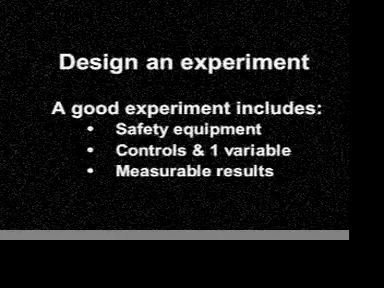 Design an experiment
A good experiment includes:
• Safety equipment
• Controls & 1 variable
• Measurable results